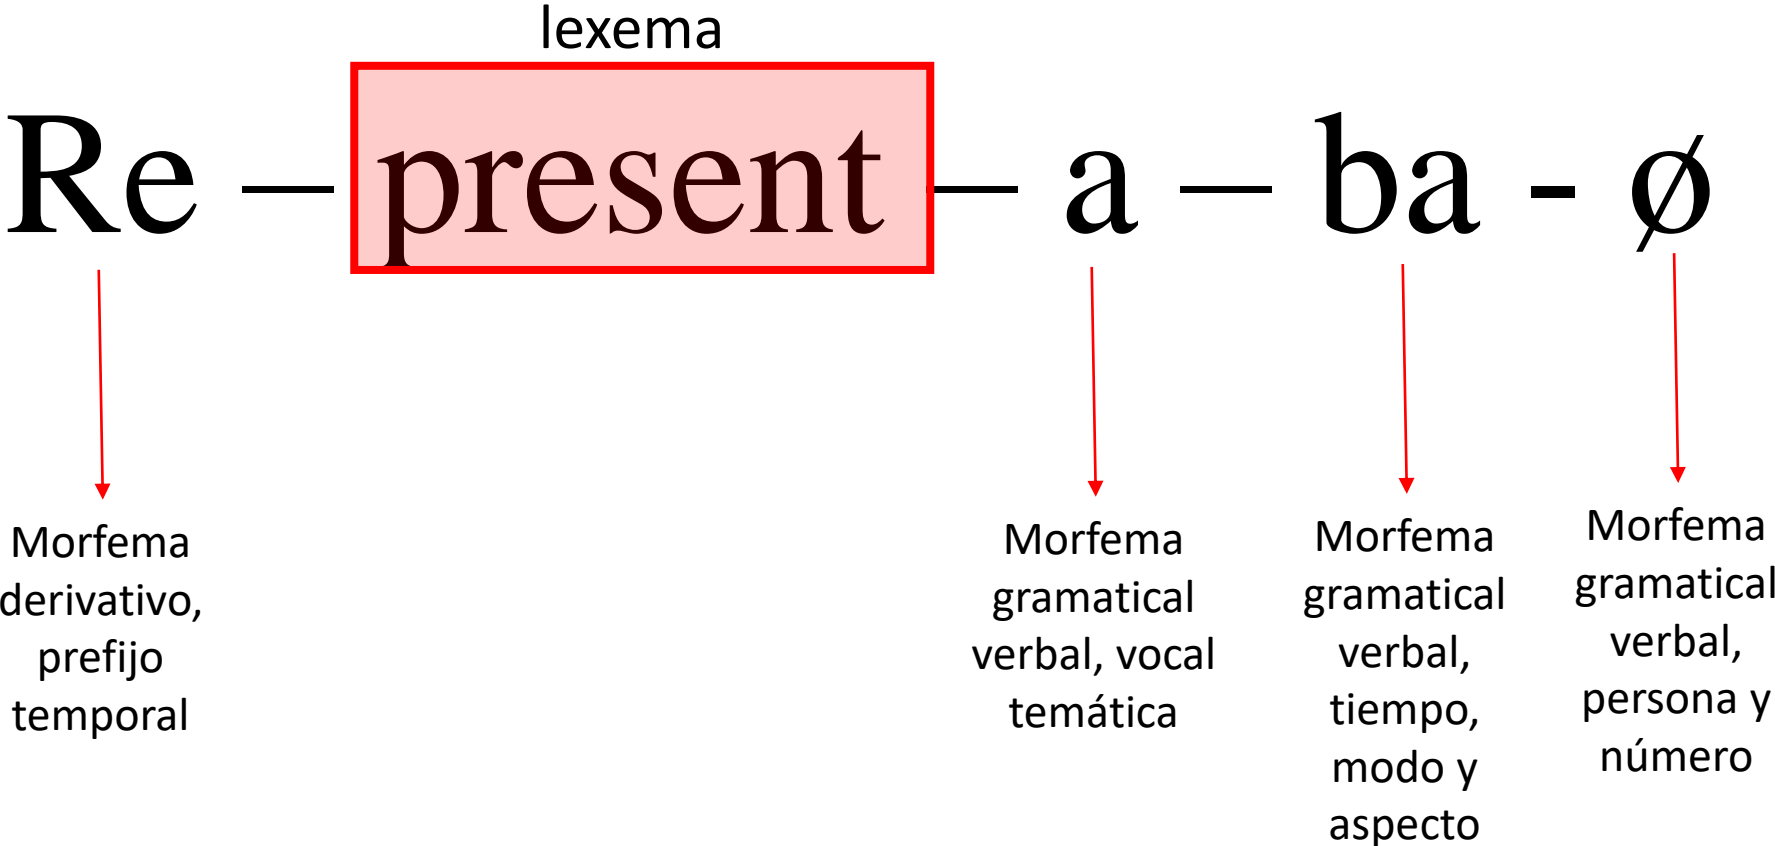 lexema
Re – present – a – ba - ø
Morfema
derivativo,
prefijo
temporal
Morfema
gramatical
verbal, vocal
temática
Morfema
gramatical
verbal,
tiempo,
modo y
aspecto
Morfema
gramatical
verbal,
persona y
número